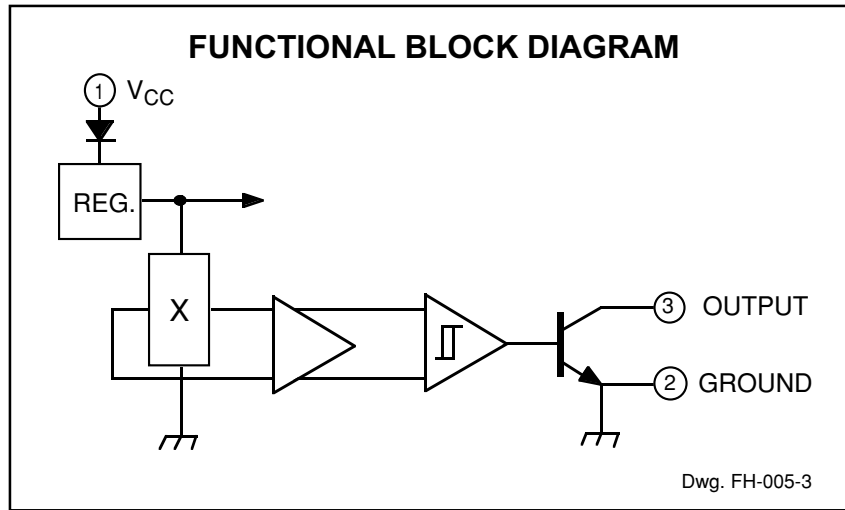 FUNCTIONAL BLOCK DIAGRAM
1 VCC
REG.
X
3 OUTPUT
2 GROUND
Dwg. FH-005-3